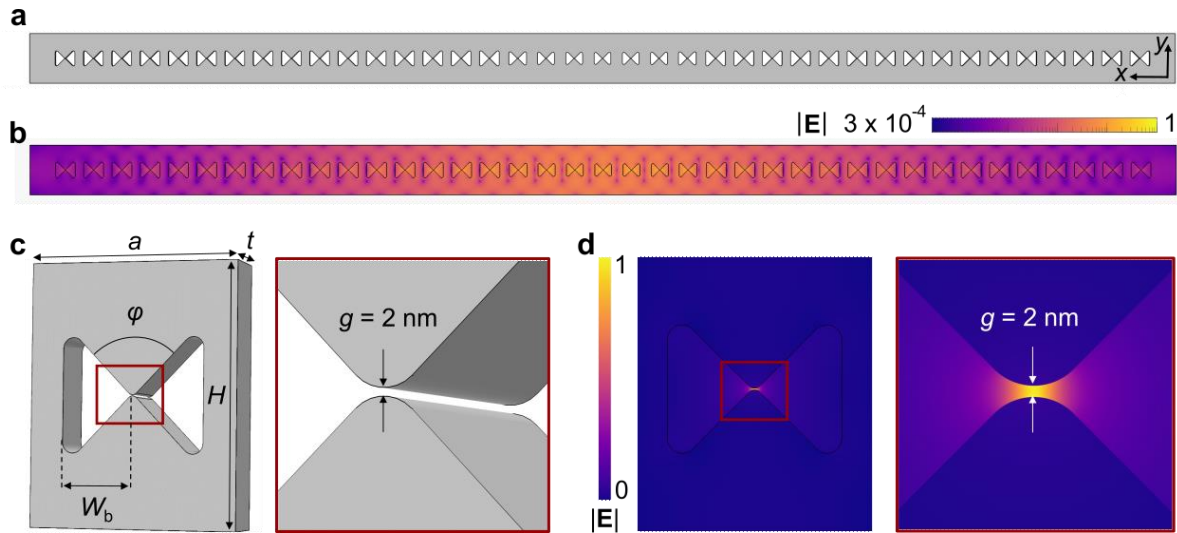 a
y
x
|E| 3 x 10⁻⁴ 1
b
c
a
t
φ
H
W_b
g = 2 nm
d
1
0
|E|
g = 2 nm